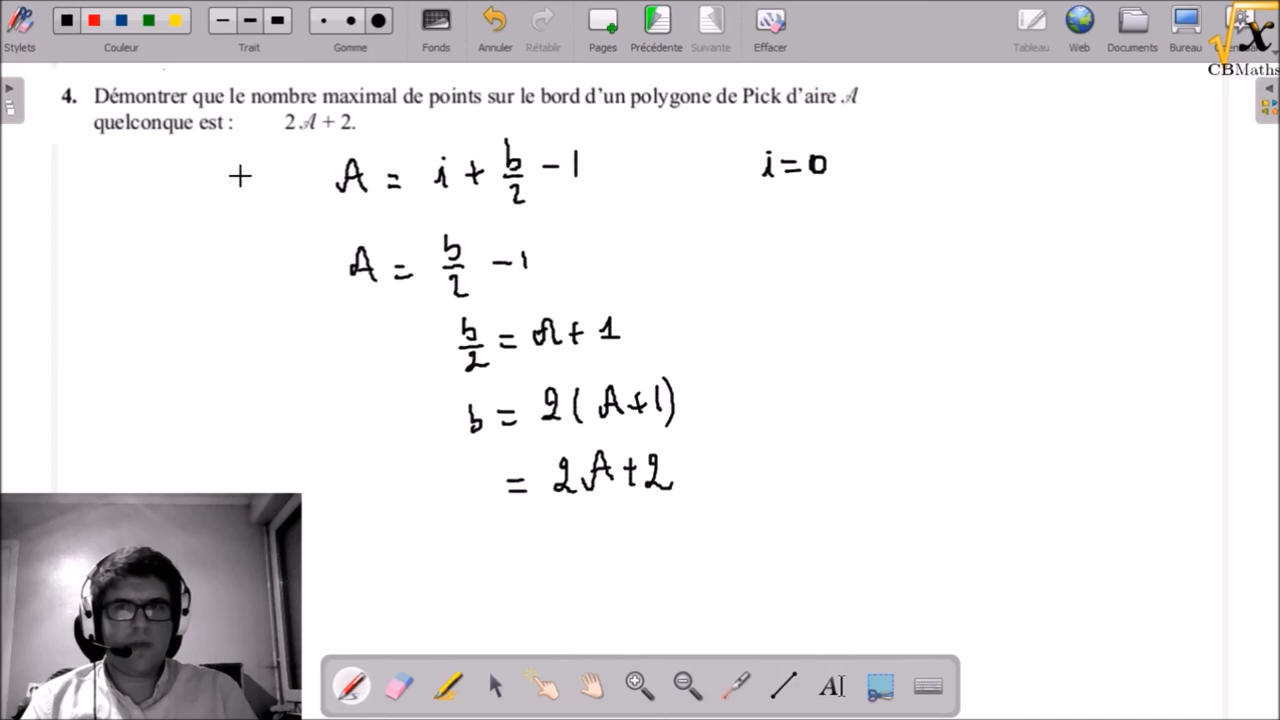 Stylets
Couleur
Trait
Gomme
Fonds
Annuler
Rétablir
Pages
Précédente
Suivante
Effacer
Tableau
Web
Documents
Bureau
CBMaths
4. Démontrer que le nombre maximal de points sur le bord d'un polygone de Pick d'aire 𝒜
quelconque est : 2𝒜 + 2.
A = i + b/2 - 1
i = 0
A = b/2 - 1
b/2 = A + 1
b = 2(A+1)
= 2A+2